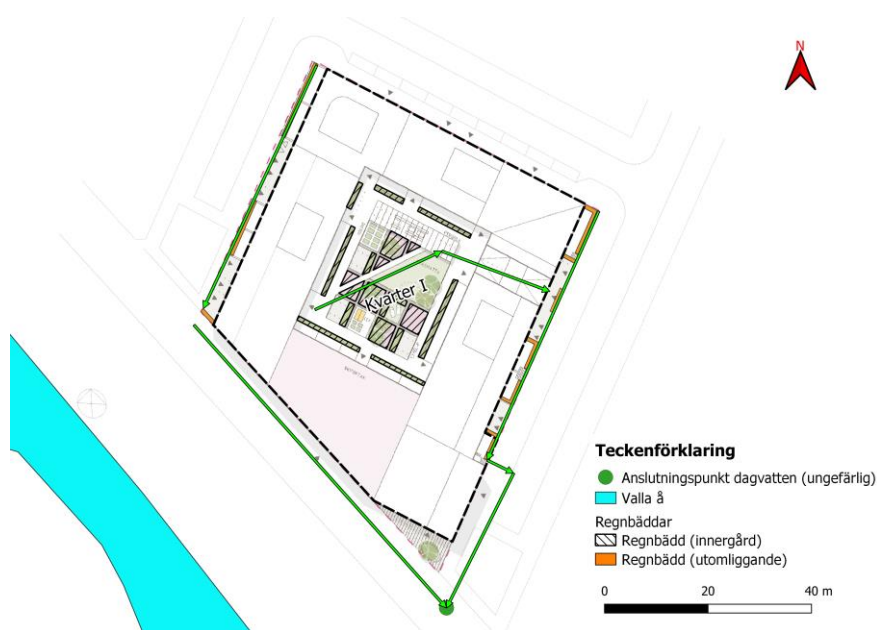 N
Kvarter I
Teckenförklaring
Anslutningspunkt dagvatten (ungefärlig)
Valla å
Regnbäddar
Regnbädd (innergård)
Regnbädd (utomliggande)
0 20 40 m